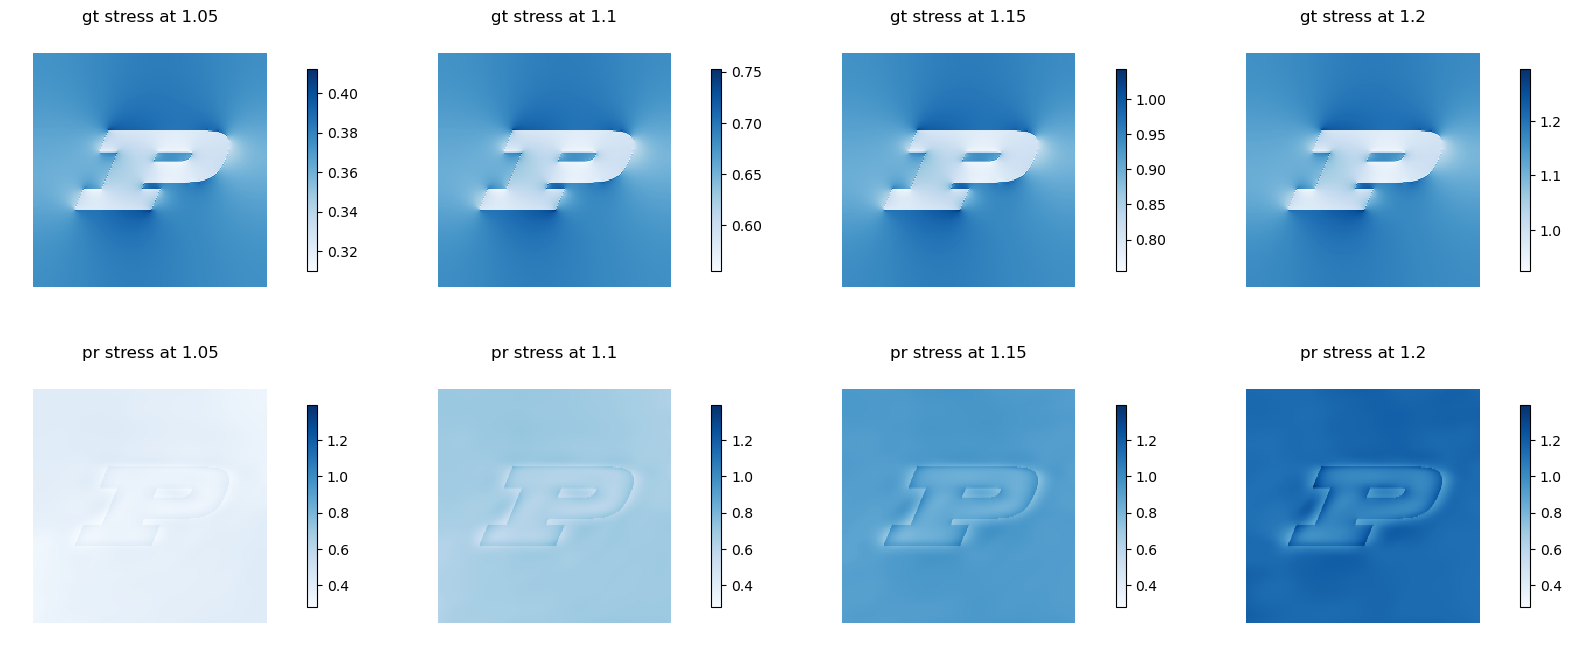 gt stress at 1.05
gt stress at 1.1
gt stress at 1.15
gt stress at 1.2
0.40
0.38
0.36
0.34
0.32
0.75
0.70
0.65
0.60
1.00
0.95
0.90
0.85
0.80
1.2
1.1
1.0
P
P
P
P
pr stress at 1.05
pr stress at 1.1
pr stress at 1.15
pr stress at 1.2
1.2
1.0
0.8
0.6
0.4
1.2
1.0
0.8
0.6
0.4
1.2
1.0
0.8
0.6
0.4
1.2
1.0
0.8
0.6
0.4
P
P
P
P